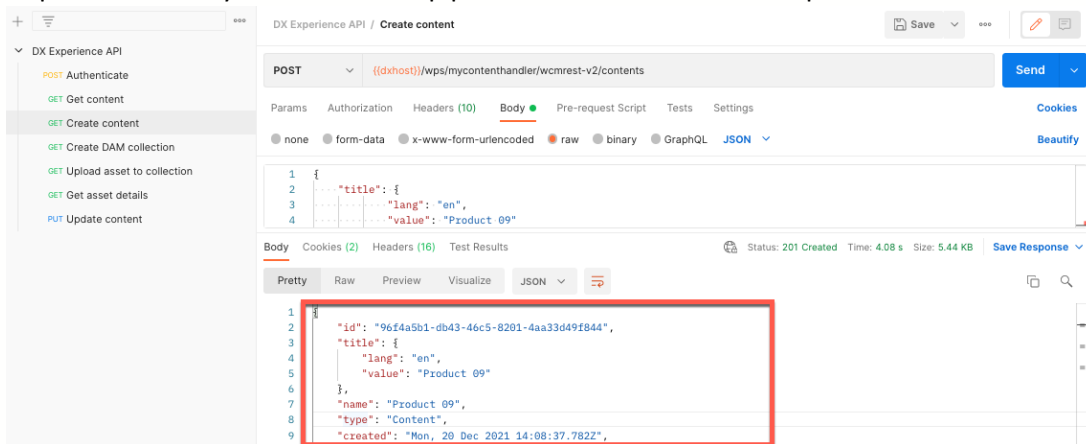 DX Experience API / Create content
Save
DX Experience API
POST Authenticate
GET Get content
GET Create content
GET Create DAM collection
GET Upload asset to collection
GET Get asset details
PUT Update content
POST {{dxhost}}/wps/mycontenthandler/wcmrest-v2/contents Send
Params Authorization Headers (10) Body Pre-request Script Tests Settings Cookies
none form-data x-www-form-urlencoded raw binary GraphQL JSON Beautify
1 {
2 "title": {
3 "lang": "en",
4 "value": "Product 09"
Body Cookies (2) Headers (16) Test Results Status: 201 Created Time: 4.08 s Size: 5.44 KB Save Response
Pretty Raw Preview Visualize JSON
1 {
2 "id": "96f4a5b1-db43-46c5-8201-4aa33d49f844",
3 "title": {
4 "lang": "en",
5 "value": "Product 09"
6 },
7 "name": "Product 09",
8 "type": "Content",
9 "created": "Mon, 20 Dec 2021 14:08:37.782Z",